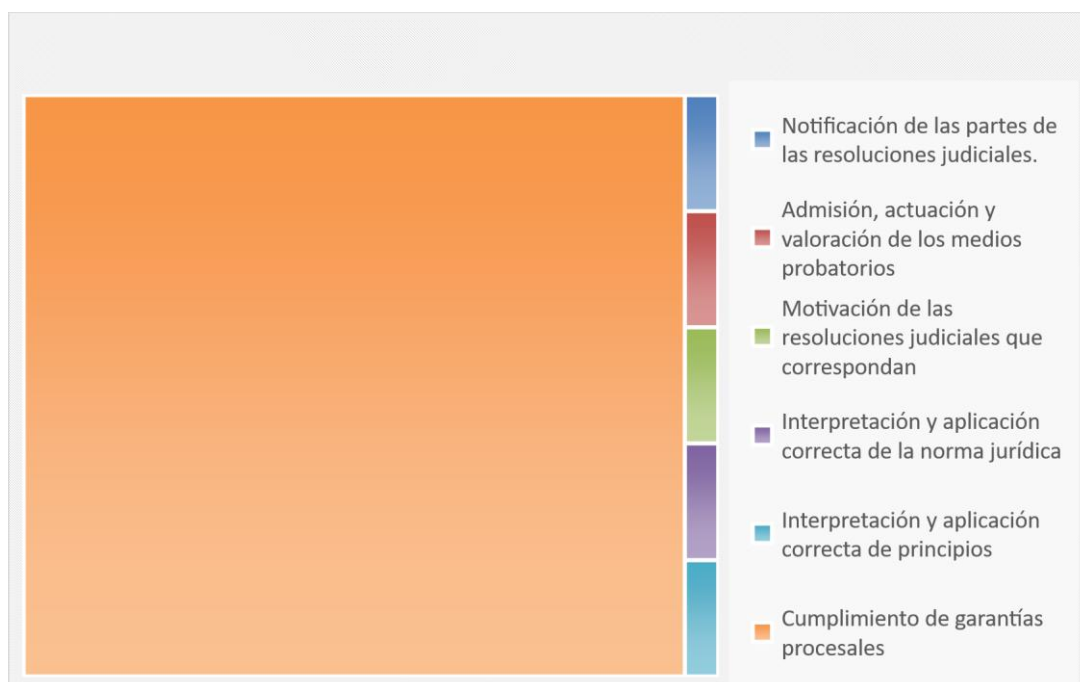 Notificación de las partes de
las resoluciones judiciales.
Admisión, actuación y
valoración de los medios
probatorios
Motivación de las
resoluciones judiciales que
correspondan
Interpretación y aplicación
correcta de la norma jurídica
Interpretación y aplicación
correcta de principios
Cumplimiento de garantías
procesales